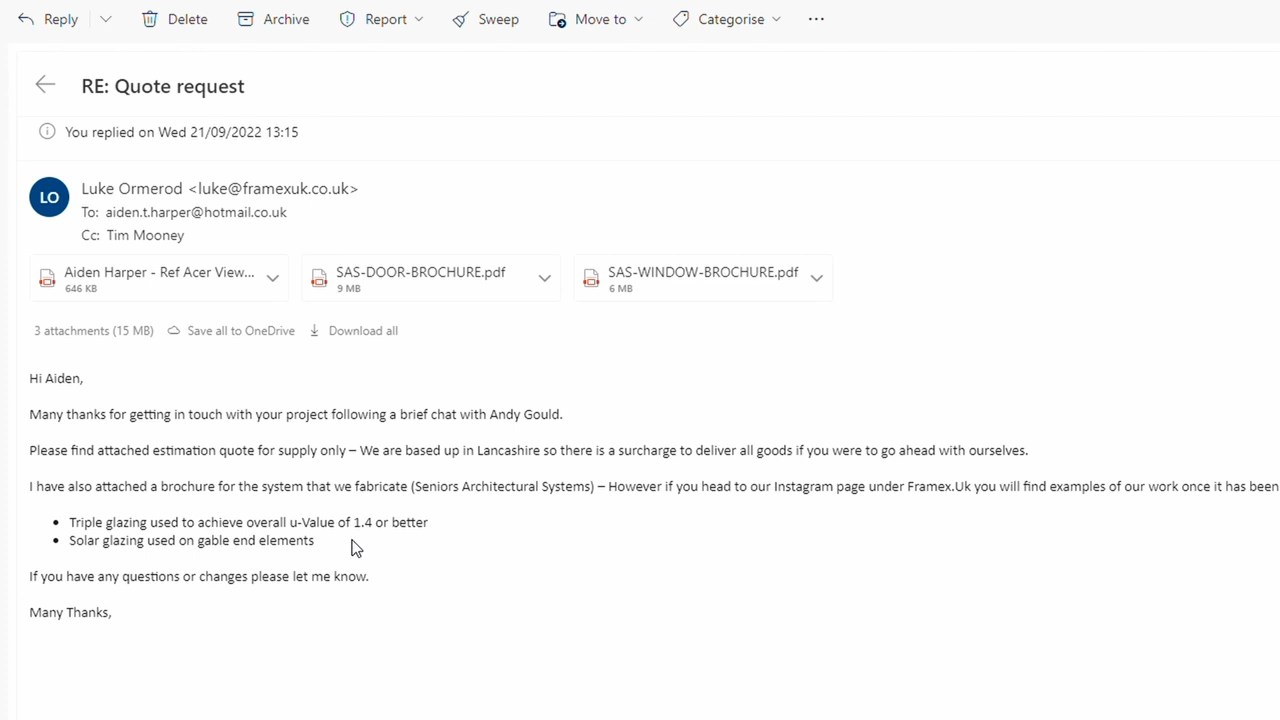 Reply Delete Archive Report Sweep Move to Categorise ...
RE: Quote request
You replied on Wed 21/09/2022 13:15
LO
Luke Ormerod <luke@framexuk.co.uk>
To: aiden.t.harper@hotmail.co.uk
Cc: Tim Mooney
Aiden Harper - Ref Acer View... SAS-DOOR-BROCHURE.pdf SAS-WINDOW-BROCHURE.pdf
646 KB 9 MB 6 MB
3 attachments (15 MB) Save all to OneDrive Download all
Hi Aiden,
Many thanks for getting in touch with your project following a brief chat with Andy Gould.
Please find attached estimation quote for supply only – We are based up in Lancashire so there is a surcharge to deliver all goods if you were to go ahead with ourselves.
I have also attached a brochure for the system that we fabricate (Seniors Architectural Systems) – However if you head to our Instagram page under Framex.Uk you will find examples of our work once it has been
• Triple glazing used to achieve overall u-Value of 1.4 or better
• Solar glazing used on gable end elements
If you have any questions or changes please let me know.
Many Thanks,